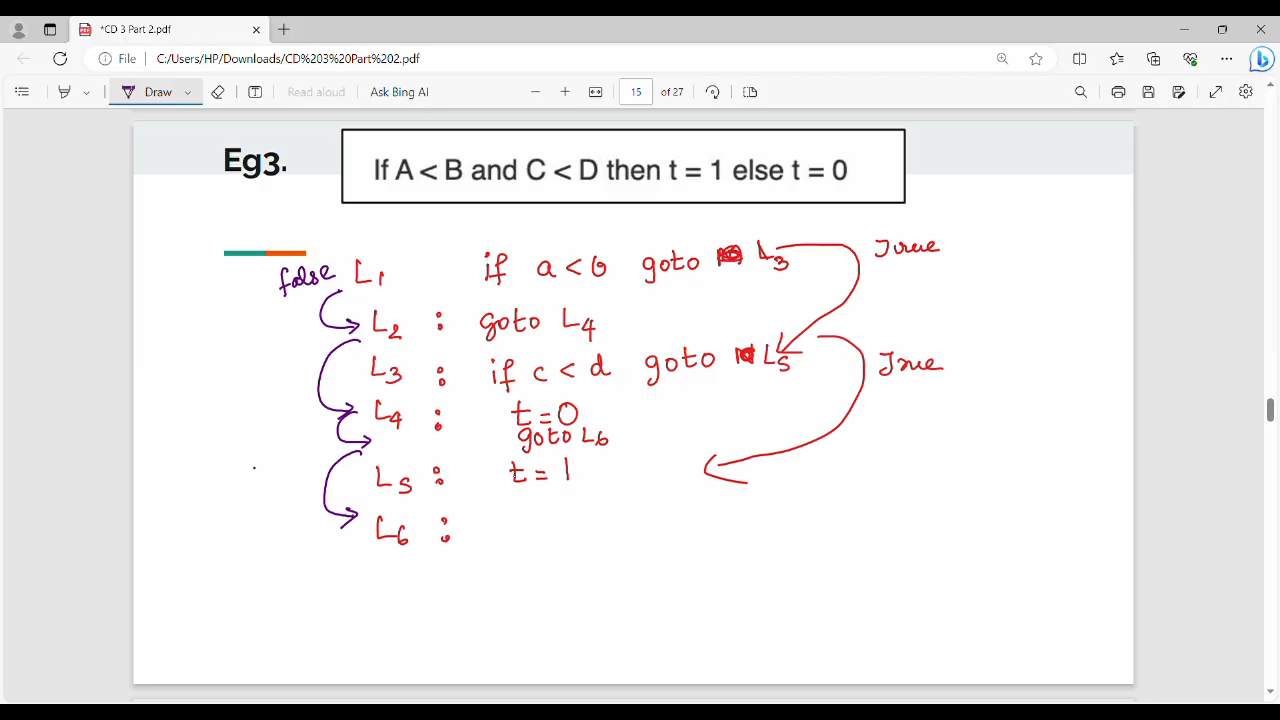 *CD 3 Part 2.pdf
File C:/Users/HP/Downloads/CD%203%20Part%202.pdf
Draw Read aloud Ask Bing AI 15 of 27
Eg3.
If A < B and C < D then t = 1 else t = 0
false L1 if a < b goto L3 True
L2 : goto L4
L3 : if c < d goto L5 True
L4 : t = 0
goto L6
L5 : t = 1
L6 :